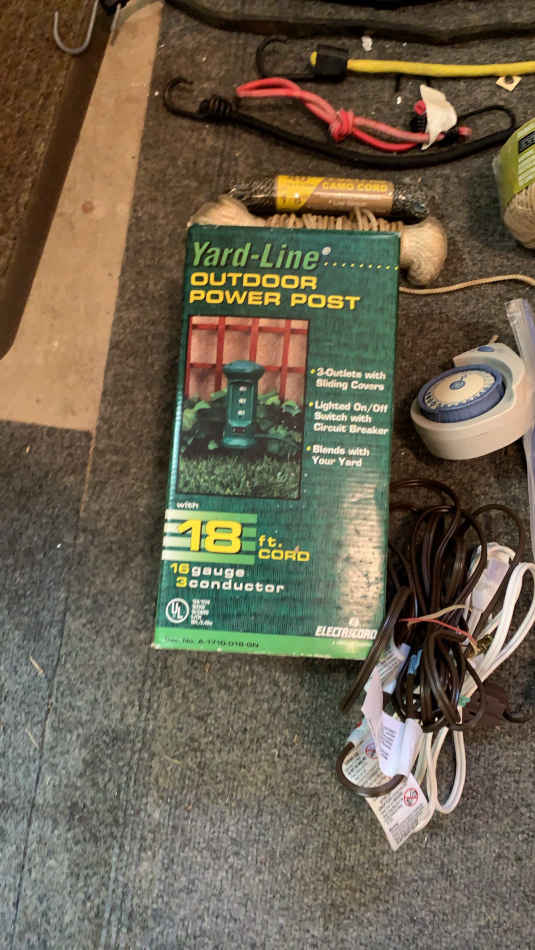 CAMO CORD
Yard-Line
OUTDOOR
POWER POST
• 3-Outlets with
Sliding Covers
• Lighted On/Off
Switch with
Circuit Breaker
• Blends with
Your Yard
with
18 ft.
CORD
16 gauge
3 conductor
UL
ELECTRICORD